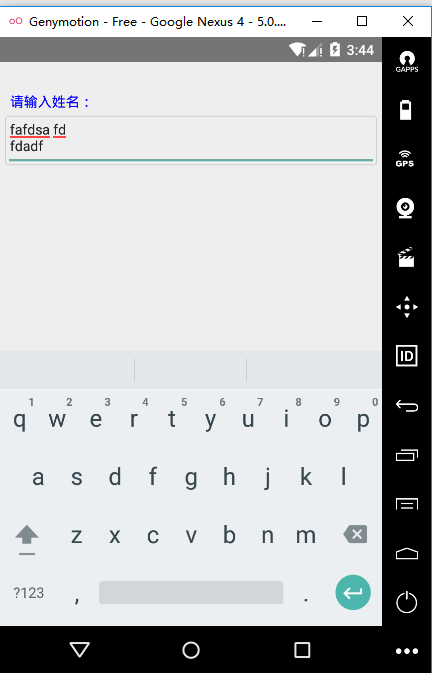 Genymotion - Free - Google Nexus 4 - 5.0....
3:44
GAPPS
请输入姓名：
fafdsa fd
fdadf
GPS
ID
1 2 3 4 5 6 7 8 9 0
q w e r t y u i o p
a s d f g h j k l
z x c v b n m
?123 , .